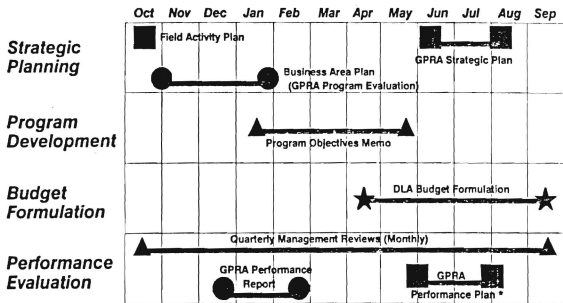 Oct Nov Dec Jan Feb Mar Apr May Jun Jul Aug Sep
Strategic
Planning
Field Activity Plan
GPRA Strategic Plan
Business Area Plan
(GPRA Program Evaluation)
Program
Development
Program Objectives Memo
Budget
Formulation
DLA Budget Formulation
Performance
Evaluation
Quarterly Management Reviews (Monthly)
GPRA Performance
Report
GPRA
Performance Plan *